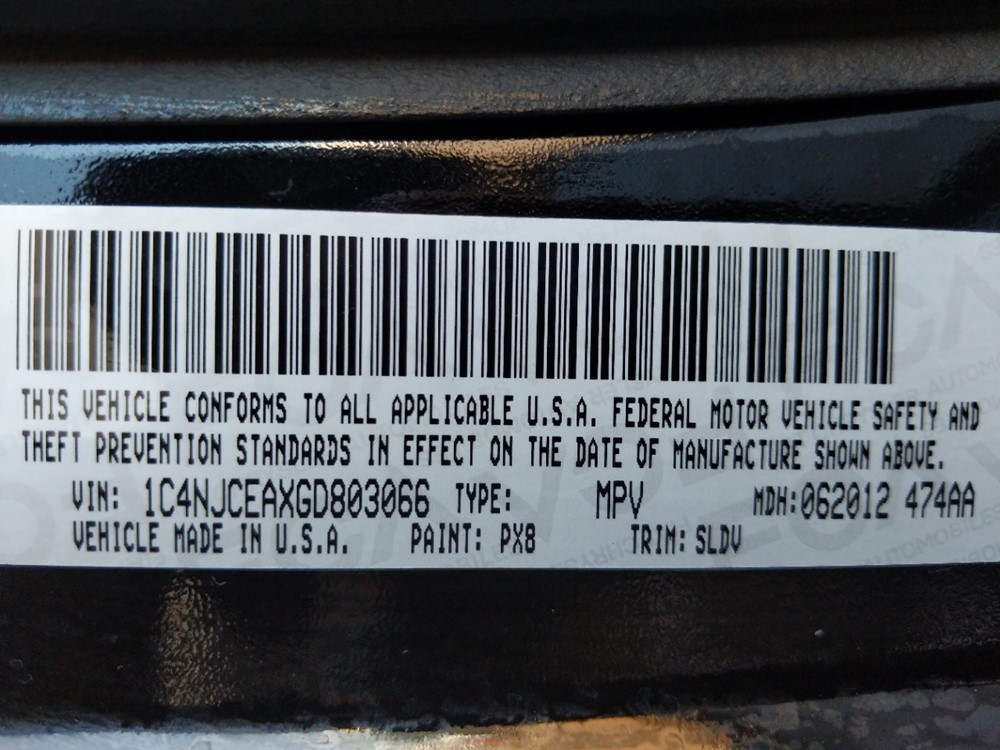 THIS VEHICLE CONFORMS TO ALL APPLICABLE U.S.A. FEDERAL MOTOR VEHICLE SAFETY AND
THEFT PREVENTION STANDARDS IN EFFECT ON THE DATE OF MANUFACTURE SHOWN ABOVE.
VIN: 1C4NJCEAXGD803066 TYPE: MPV MDH:062012 474AA
VEHICLE MADE IN U.S.A. PAINT: PX8 TRIM: SLDV